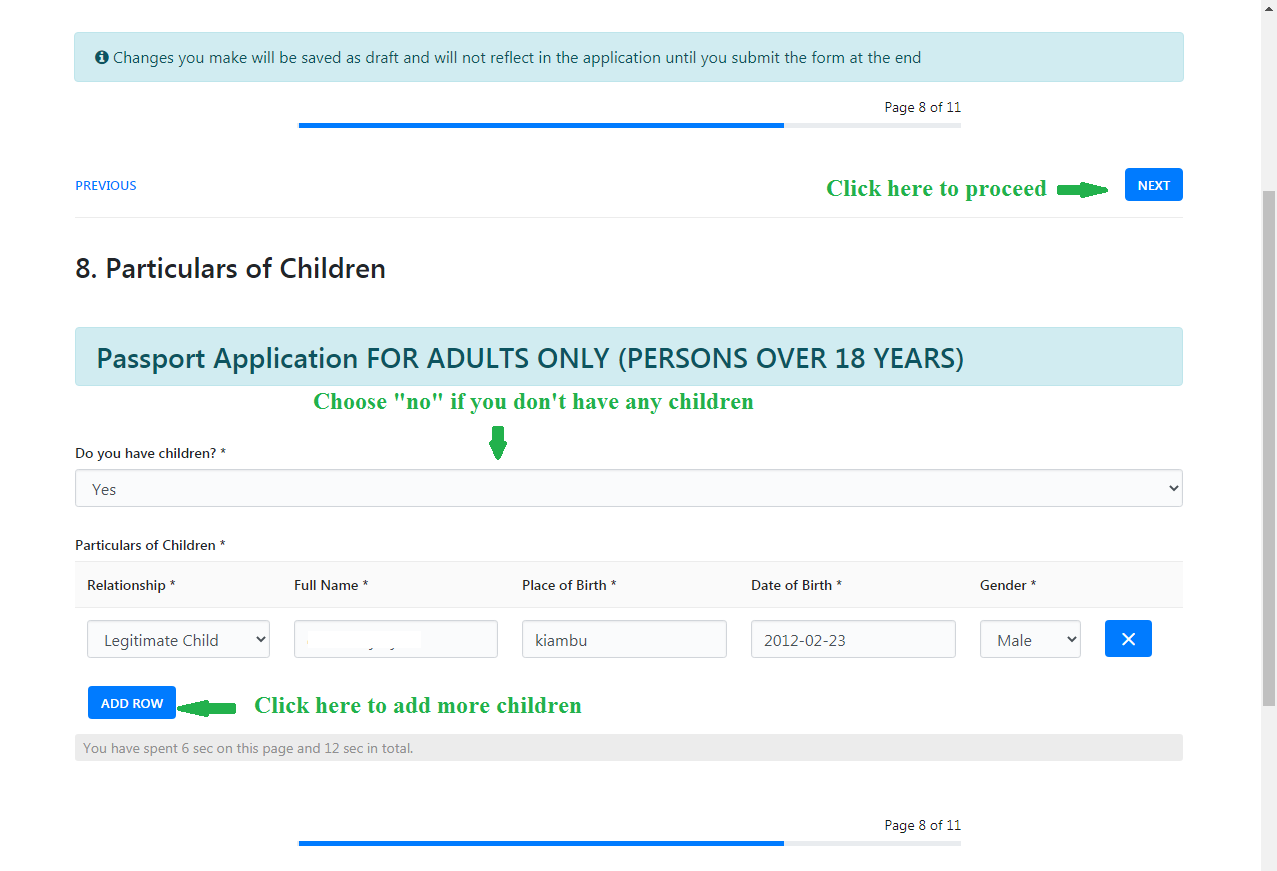 Changes you make will be saved as draft and will not reflect in the application until you submit the form at the end
Page 8 of 11
PREVIOUS
Click here to proceed
NEXT
8. Particulars of Children
Passport Application FOR ADULTS ONLY (PERSONS OVER 18 YEARS)
Choose "no" if you don't have any children
Do you have children? *
Yes
Particulars of Children *
Relationship * Full Name * Place of Birth * Date of Birth * Gender *
Legitimate Child kiambu 2012-02-23 Male
ADD ROW
Click here to add more children
You have spent 6 sec on this page and 12 sec in total.
Page 8 of 11